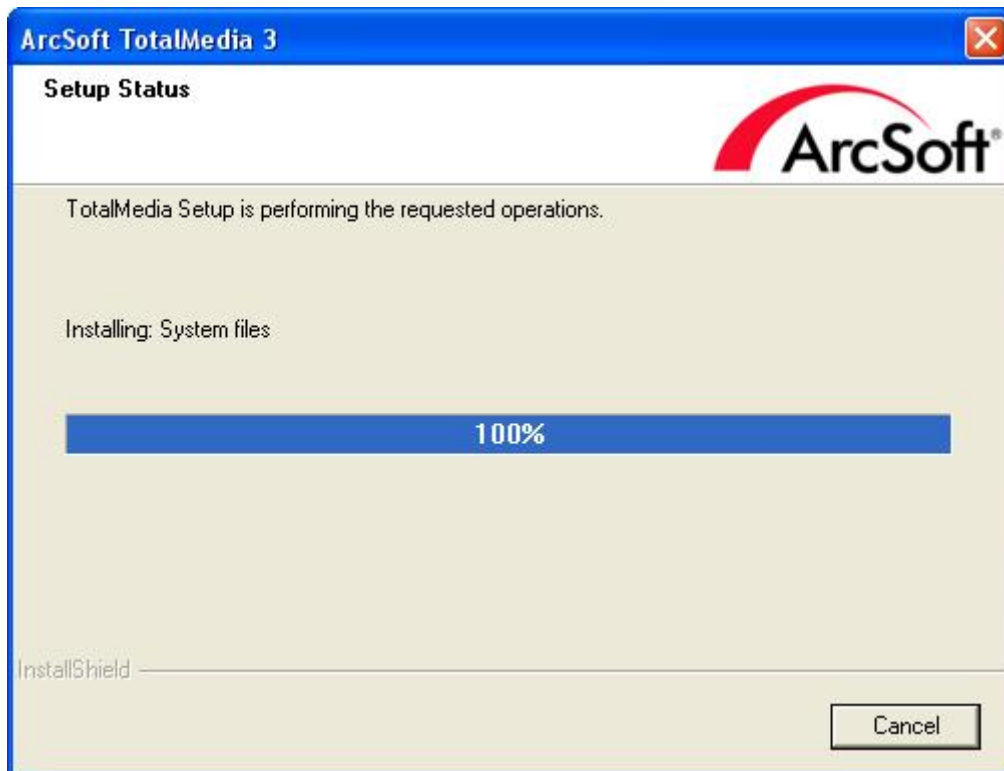 ArcSoft TotalMedia 3
Setup Status
ArcSoft®
TotalMedia Setup is performing the requested operations.
Installing: System files
100%
InstallShield
Cancel